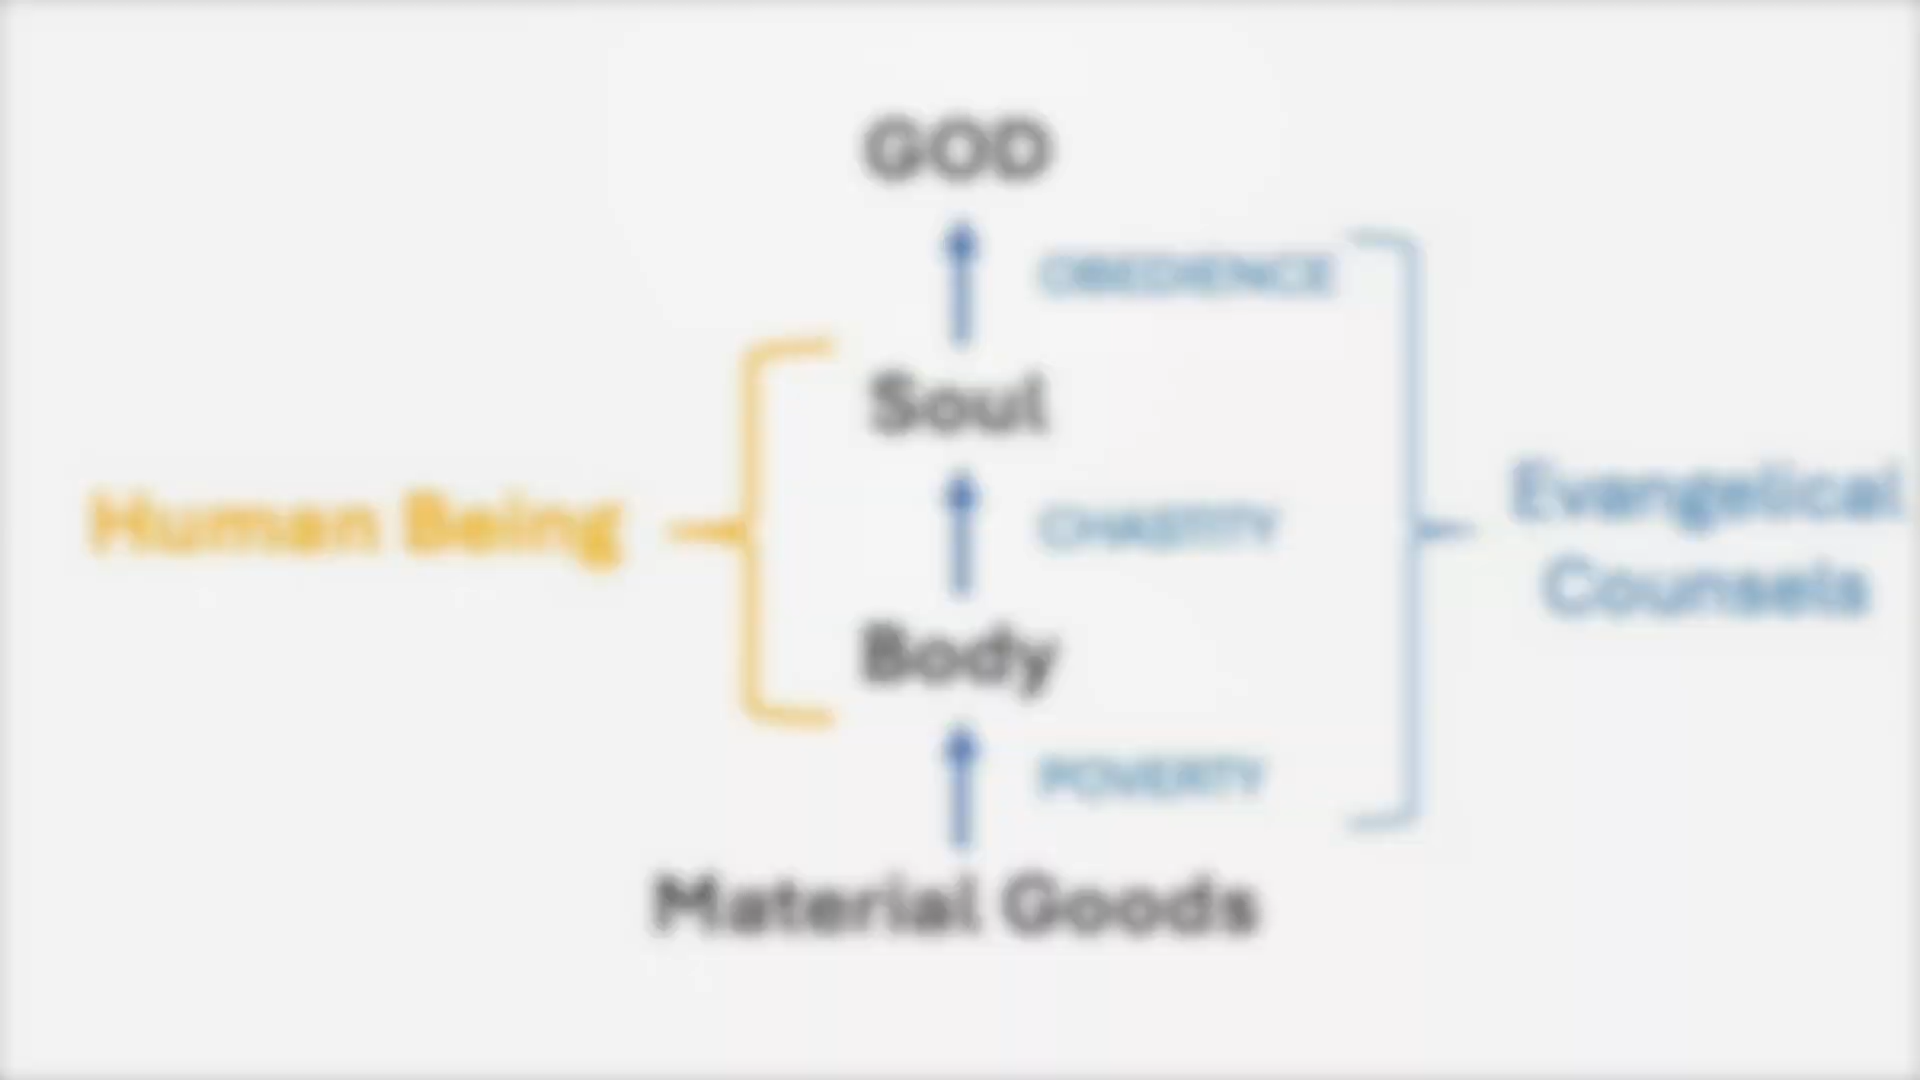 GOD
OBEDIENCE
Soul
Human Being
CHASTITY
Evangelical
Counsels
Body
POVERTY
Material Goods